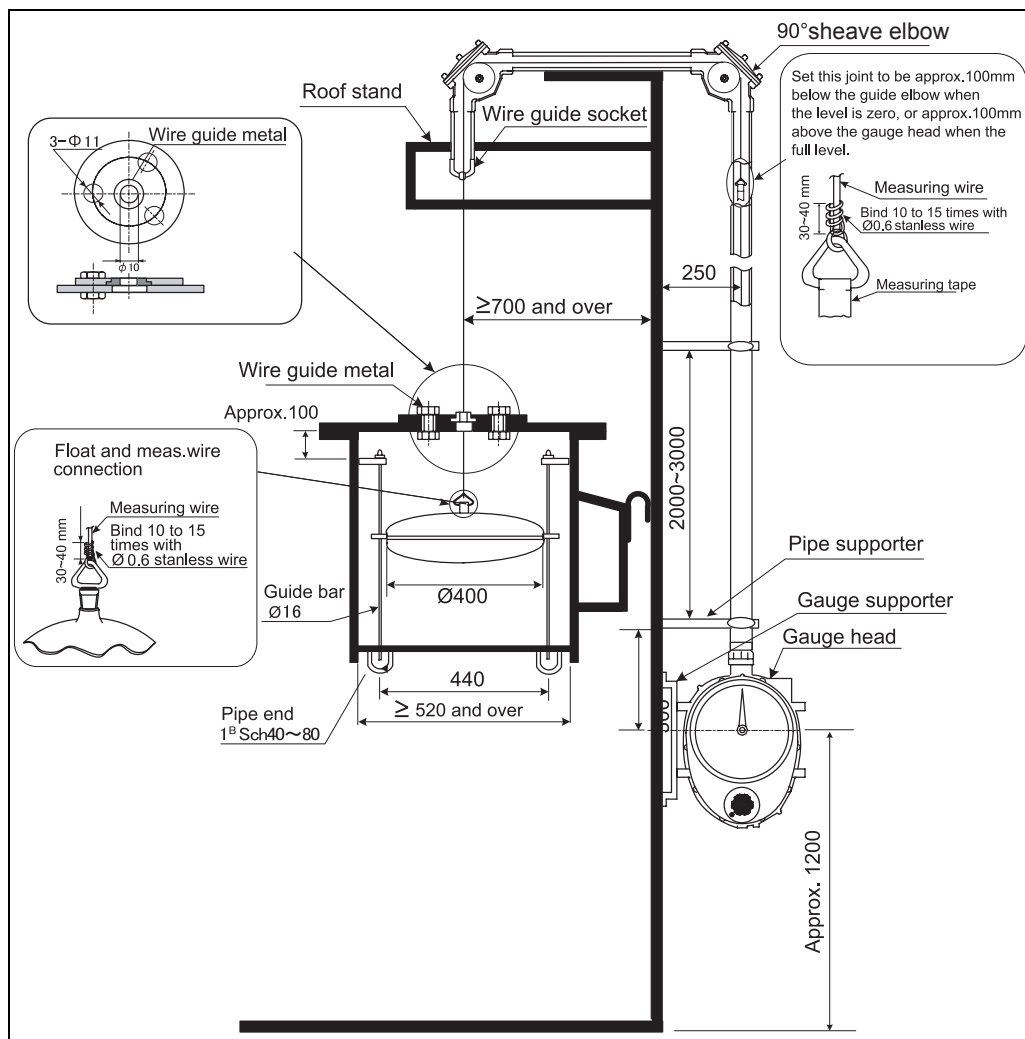 90°sheave elbow
Set this joint to be approx.100mm
below the guide elbow when
the level is zero, or approx.100mm
above the gauge head when the
full level.
Measuring wire
30~40 mm
Bind 10 to 15 times with
Ø0.6 stanless wire
Measuring tape
Roof stand
Wire guide socket
3-Φ11
Wire guide metal
φ10
250
≥700 and over
Wire guide metal
Approx.100
Float and meas.wire
connection
Measuring wire
30~40 mm
Bind 10 to 15
times with
Ø 0.6 stanless wire
2000~3000
Guide bar
Ø16
Ø400
Pipe supporter
Gauge supporter
Gauge head
440
≥ 520 and over
Pipe end
1ᴮ Sch40～80
Approx. 1200